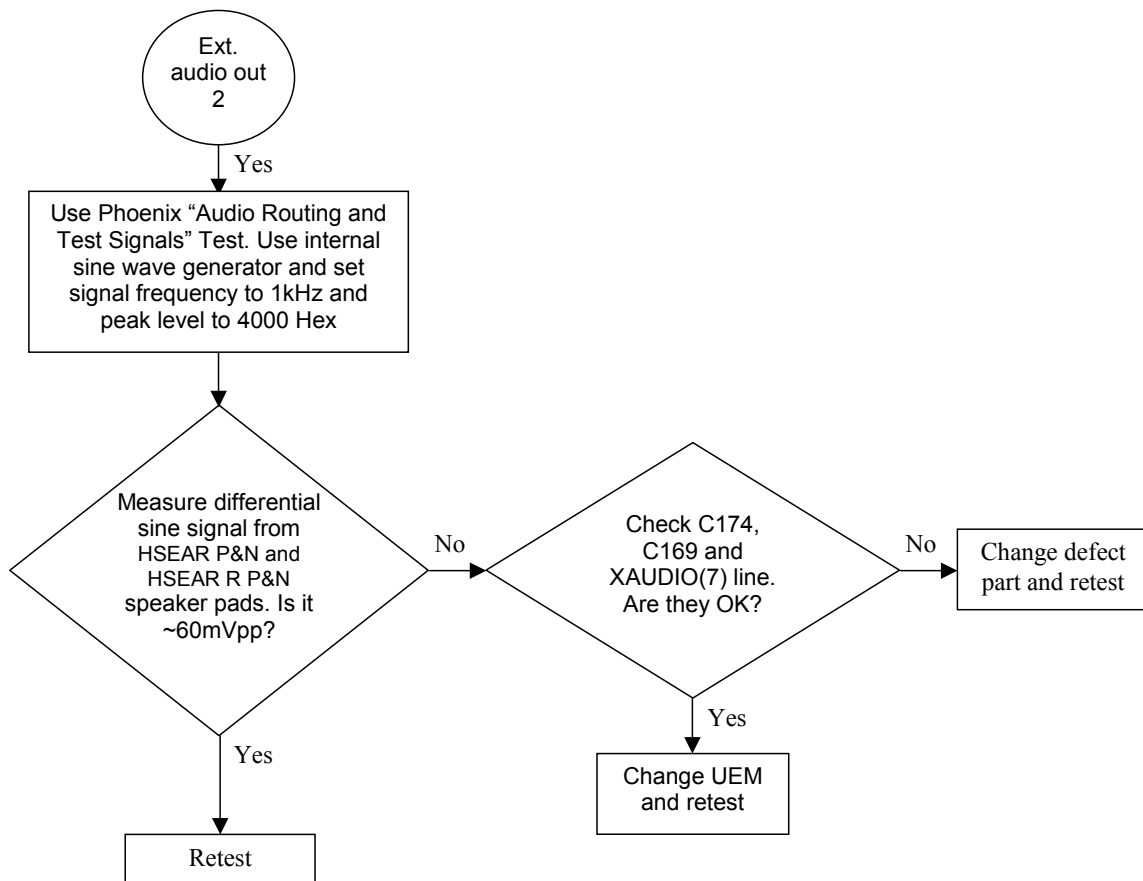 Ext.
audio out
2
Yes
Use Phoenix “Audio Routing and
Test Signals” Test. Use internal
sine wave generator and set
signal frequency to 1kHz and
peak level to 4000 Hex
Measure differential
sine signal from
HSEAR P&N and
HSEAR R P&N
speaker pads. Is it
~60mVpp?
No
Check C174,
C169 and
XAUDIO(7) line.
Are they OK?
No
Change defect
part and retest
Yes
Change UEM
and retest
Yes
Retest